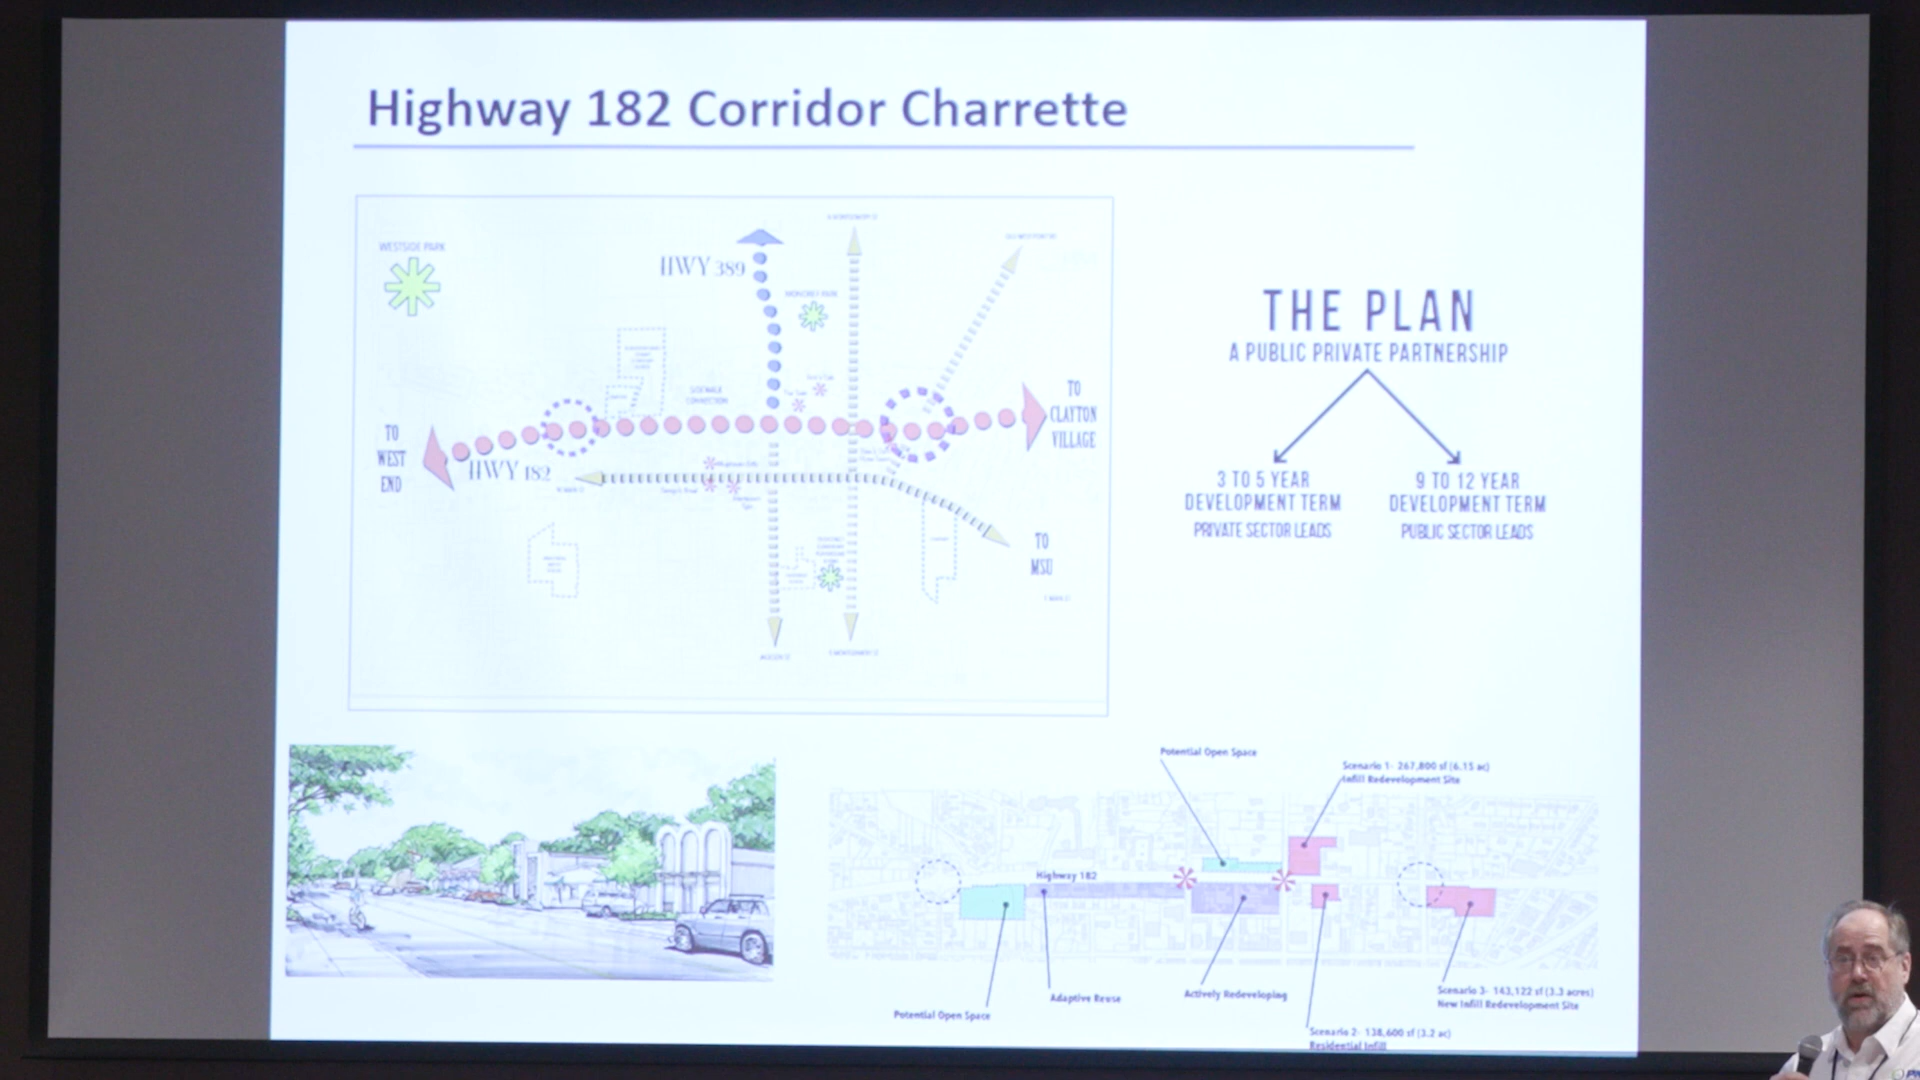 Highway 182 Corridor Charrette
WESTSIDE PARK
HWY 389
SIDEWALK
CONNECTION
TO
WEST
END
HWY 182
TO
CLAYTON
VILLAGE
TO
MSU
THE PLAN
A PUBLIC PRIVATE PARTNERSHIP
3 TO 5 YEAR
DEVELOPMENT TERM
PRIVATE SECTOR LEADS
9 TO 12 YEAR
DEVELOPMENT TERM
PUBLIC SECTOR LEADS
Potential Open Space
Scenario 1- 267,800 sf (6.15 ac)
Infill Redevelopment Site
Highway 182
Potential Open Space
Adaptive Reuse
Actively Redeveloping
Scenario 3- 143,122 sf (3.3 acres)
New Infill Redevelopment Site
Scenario 2- 138,600 sf (3.2 ac)
Residential Infill